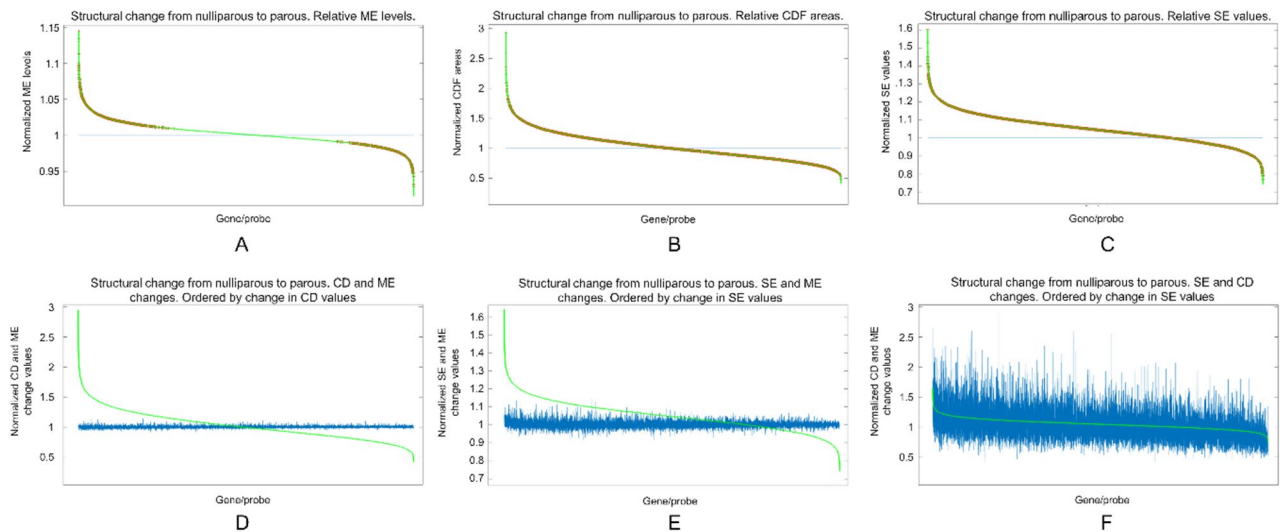 Structural change from nulliparous to parous. Relative ME levels.
1.15
1.1
1.05
1
0.95
Normalized ME levels
Gene/probe
A
Structural change from nulliparous to parous. Relative CDF areas.
3
2.5
2
1.5
1
0.5
Normalized CDF areas
Gene/probe
B
Structural change from nulliparous to parous. Relative SE values.
1.6
1.5
1.4
1.3
1.2
1.1
1
0.9
0.8
0.7
Normalized SE values
Gene/probe
C
Structural change from nulliparous to parous. CD and ME
changes. Ordered by change in CD values
3
2.5
2
1.5
1
0.5
Normalized CD and ME
change values
Gene/probe
D
Structural change from nulliparous to parous. SE and ME
changes. Ordered by change in SE values
1.6
1.5
1.4
1.3
1.2
1.1
1
0.9
0.8
0.7
Normalized SE and ME
change values
Gene/probe
E
Structural change from nulliparous to parous. SE and CD
changes. Ordered by change in SE values
3
2.5
2
1.5
1
0.5
Normalized CD and ME
change values
Gene/probe
F